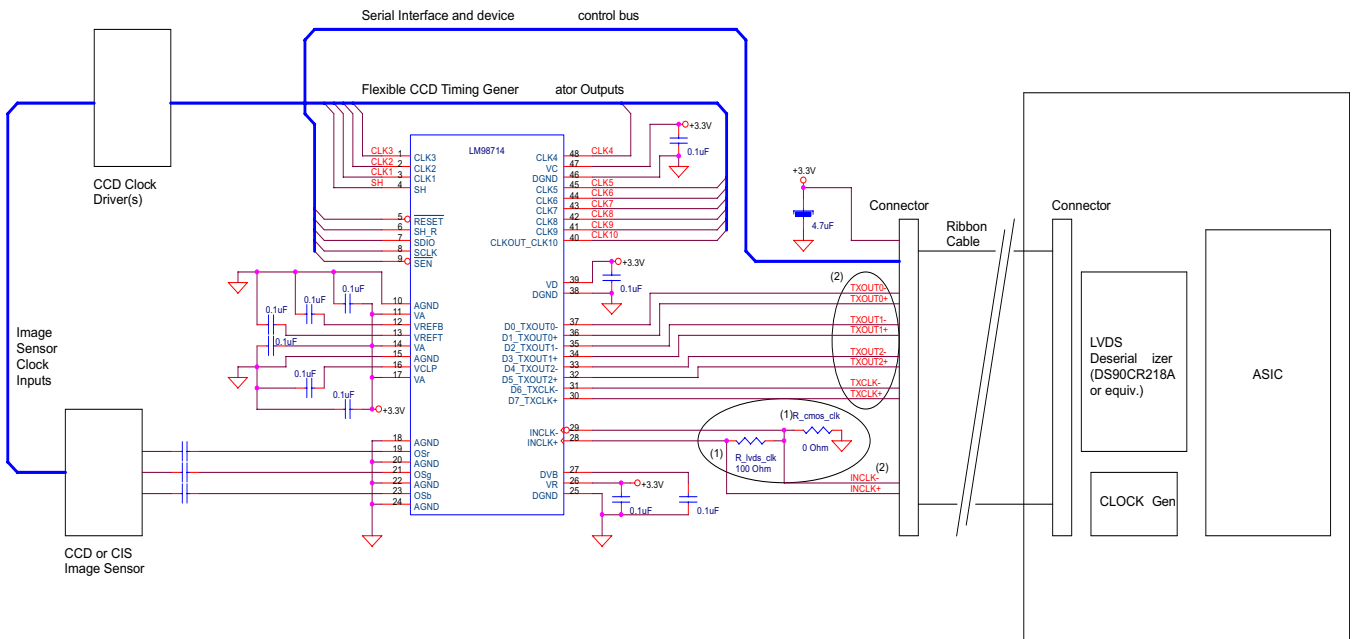 Serial Interface and device control bus
Flexible CCD Timing Gener ator Outputs
CCD Clock
Driver(s)
Image
Sensor
Clock
Inputs
CCD or CIS
Image Sensor
LM98714
CLK3 1 CLK3
CLK2 2 CLK2
CLK1 3 CLK1
SH 4 SH
5 RESET
6 SH_R
7 SDIO
8 SCLK
9 SEN
10 AGND
11 VA
12 VREFB
13 VREFT
14 VA
15 AGND
16 VCLP
17 VA
18 AGND
19 OSr
20 AGND
21 OSg
22 AGND
23 OSb
24 AGND
0.1uF
0.1uF
0.1uF
0.1uF
0.1uF
0.1uF
+3.3V
CLK4 48 CLK4
VC 47
DGND 46
CLK5 45 CLK5
CLK6 44 CLK6
CLK7 43 CLK7
CLK8 42 CLK8
CLK9 41 CLK9
CLKOUT_CLK10 40 CLK10
VD 39
DGND 38
D0_TXOUT0- 37
D1_TXOUT0+ 36
D2_TXOUT1- 35
D3_TXOUT1+ 34
D4_TXOUT2- 33
D5_TXOUT2+ 32
D6_TXCLK- 31
D7_TXCLK+ 30
INCLK- 29
INCLK+ 28
DVB 27
VR 26
DGND 25
+3.3V
0.1uF
+3.3V
0.1uF
+3.3V
0.1uF
0.1uF
+3.3V
4.7uF
(2)
TXOUT0-
TXOUT0+
TXOUT1-
TXOUT1+
TXOUT2-
TXOUT2+
TXCLK-
TXCLK+
(1) R_cmos_clk
0 Ohm
(1)
R_lvds_clk
100 Ohm
(2)
INCLK-
INCLK+
Connector
Ribbon
Cable
Connector
LVDS
Deserial izer
(DS90CR218A
or equiv.)
CLOCK Gen
ASIC